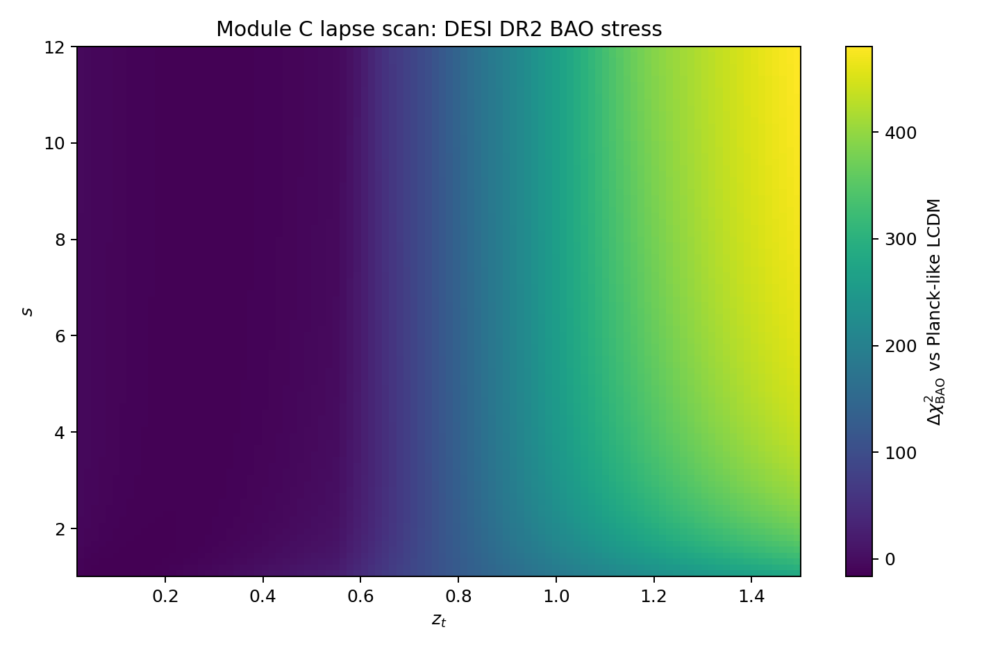 Module C lapse scan: DESI DR2 BAO stress
12
10
8
6
4
2
s
0.2 0.4 0.6 0.8 1.0 1.2 1.4
z_t
400
300
200
100
0
Δχ²_BAO vs Planck-like LCDM